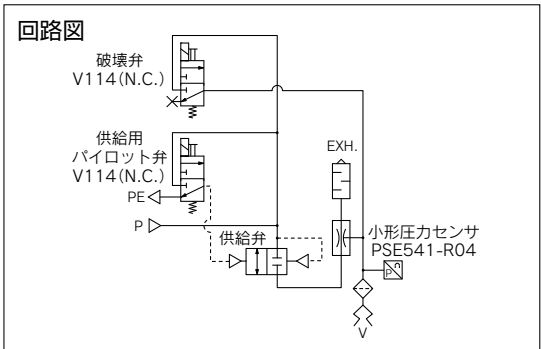 回路図
破壊弁
V114(N.C.)
供給用
パイロット弁
V114(N.C.)
EXH.
PE
P
供給弁
小形圧力センサ
PSE541-R04
P
V